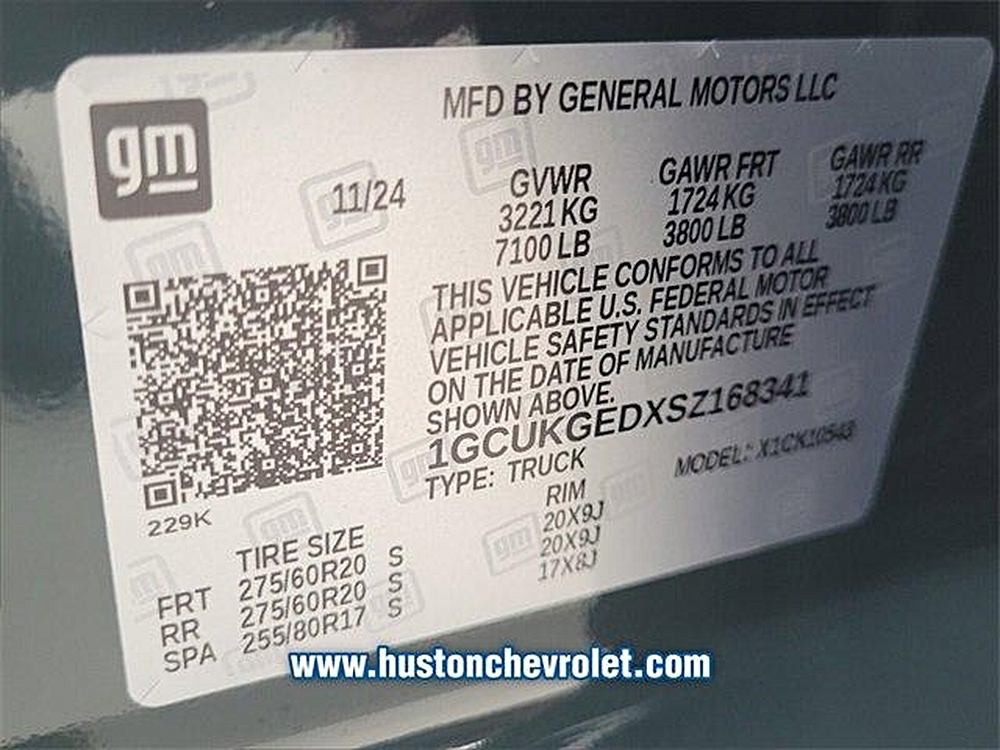 gm
MFD BY GENERAL MOTORS LLC
11/24
GVWR GAWR FRT GAWR RR
3221 KG 1724 KG 1724 KG
7100 LB 3800 LB 3800 LB
THIS VEHICLE CONFORMS TO ALL
APPLICABLE U.S. FEDERAL MOTOR
VEHICLE SAFETY STANDARDS IN EFFECT
ON THE DATE OF MANUFACTURE
SHOWN ABOVE.
1GCUKGEDXSZ168341
TYPE: TRUCK MODEL: X1CK10543
229K
TIRE SIZE RIM
FRT 275/60R20 S 20X9J
RR 275/60R20 S 20X9J
SPA 255/80R17 S 17X8J
www.hustonchevrolet.com